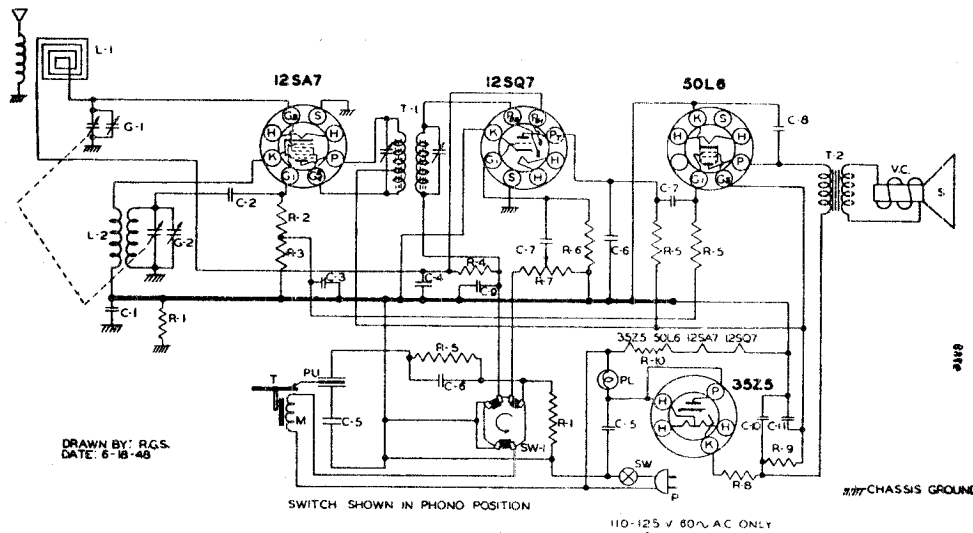 L-1
12SA7
12SQ7
50L6
G-1
T-1
C-8
T-2
V.C.
S
H
H
K
P
G1
S
K
H
H
S
K
S
H
H
P
G1
C-2
R-2
R-3
L-2
G-2
C-7
R-6
C-6
C-7
R-5
R-5
R-4
R-7
C-3
C-4
C-9
C-1
R-1
35Z5 50L6 12SA7 12SQ7
R-10
PL
35Z5
P
H
H
H
K
R-5
C-6
T
PU
M
C-5
SW-1
R-1
C-5
SW
P
C-10
C-11
R-9
R-8
DRAWN BY: R.G.S.
DATE: 6-18-48
SWITCH SHOWN IN PHONO POSITION
CHASSIS GROUND
110-125 V 60~ AC ONLY